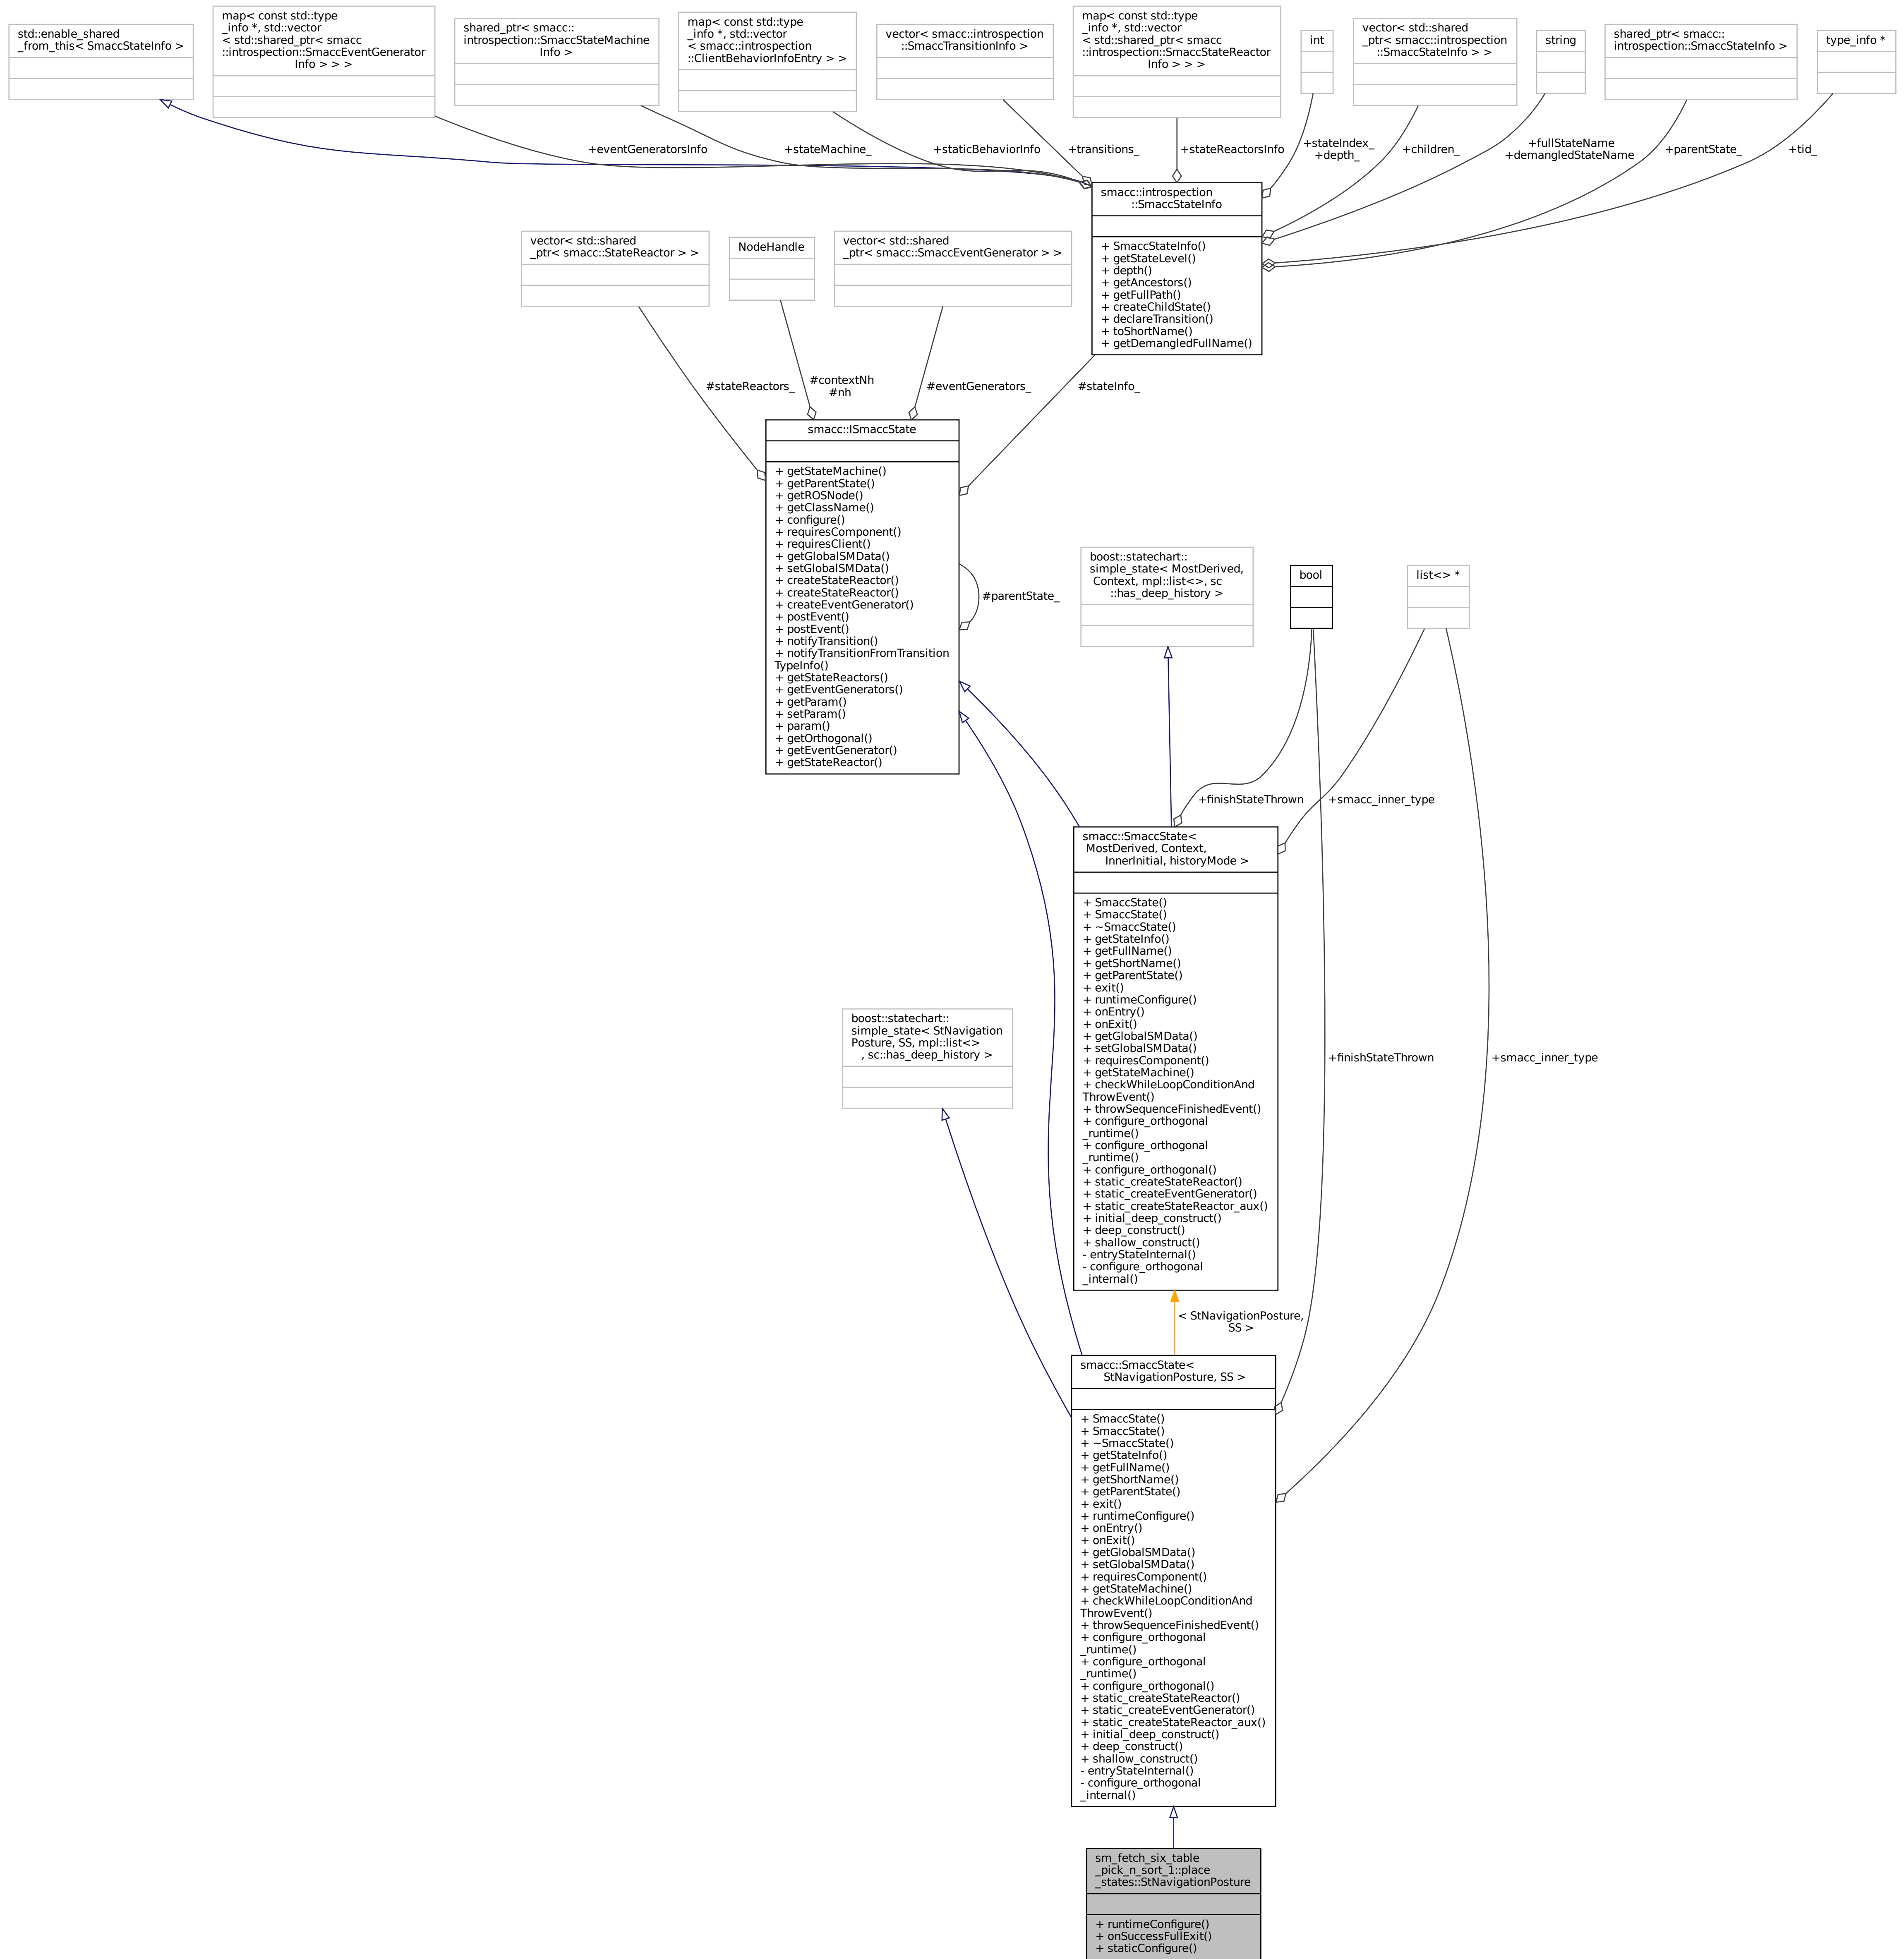 std::enable_shared
_from_this< SmaccStateInfo >
map< const std::type
_info *, std::vector
< std::shared_ptr< smacc
::introspection::SmaccEventGenerator
Info > > >
shared_ptr< smacc::
introspection::SmaccStateMachine
Info >
map< const std::type
_info *, std::vector
< smacc::introspection
::ClientBehaviorInfoEntry > >
vector< smacc::introspection
::SmaccTransitionInfo >
map< const std::type
_info *, std::vector
< std::shared_ptr< smacc
::introspection::SmaccStateReactor
Info > > >
int
vector< std::shared
_ptr< smacc::introspection
::SmaccStateInfo > >
string
shared_ptr< smacc::
introspection::SmaccStateInfo >
type_info *
+eventGeneratorsInfo
+stateMachine_
+staticBehaviorInfo
+transitions_
+stateReactorsInfo
+stateIndex_
+depth_
+children_
+fullStateName
+demangledStateName
+parentState_
+tid_
smacc::introspection
::SmaccStateInfo
+ SmaccStateInfo()
+ getStateLevel()
+ depth()
+ getAncestors()
+ getFullPath()
+ createChildState()
+ declareTransition()
+ toShortName()
+ getDemangledFullName()
vector< std::shared
_ptr< smacc::StateReactor > >
NodeHandle
vector< std::shared
_ptr< smacc::SmaccEventGenerator > >
#stateReactors_
#contextNh
#nh
#eventGenerators_
#stateInfo_
smacc::ISmaccState
+ getStateMachine()
+ getParentState()
+ getROSNode()
+ getClassName()
+ configure()
+ requiresComponent()
+ requiresClient()
+ getGlobalSMData()
+ setGlobalSMData()
+ createStateReactor()
+ createStateReactor()
+ createEventGenerator()
+ postEvent()
+ postEvent()
+ notifyTransition()
+ notifyTransitionFromTransition
TypeInfo()
+ getStateReactors()
+ getEventGenerators()
+ getParam()
+ setParam()
+ param()
+ getOrthogonal()
+ getEventGenerator()
+ getStateReactor()
#parentState_
boost::statechart::
simple_state< MostDerived,
Context, mpl::list<>, sc
::has_deep_history >
bool
list<> *
+finishStateThrown
+smacc_inner_type
smacc::SmaccState<
MostDerived, Context,
InnerInitial, historyMode >
+ SmaccState()
+ SmaccState()
+ ~SmaccState()
+ getStateInfo()
+ getFullName()
+ getShortName()
+ getParentState()
+ exit()
+ runtimeConfigure()
+ onEntry()
+ onExit()
+ getGlobalSMData()
+ setGlobalSMData()
+ requiresComponent()
+ getStateMachine()
+ checkWhileLoopConditionAnd
ThrowEvent()
+ throwSequenceFinishedEvent()
+ configure_orthogonal
_runtime()
+ configure_orthogonal
_runtime()
+ configure_orthogonal()
+ static_createStateReactor()
+ static_createEventGenerator()
+ static_createStateReactor_aux()
+ initial_deep_construct()
+ deep_construct()
+ shallow_construct()
- entryStateInternal()
- configure_orthogonal
_internal()
boost::statechart::
simple_state< StNavigation
Posture, SS, mpl::list<>
, sc::has_deep_history >
+finishStateThrown
+smacc_inner_type
< StNavigationPosture,
SS >
smacc::SmaccState<
StNavigationPosture, SS >
+ SmaccState()
+ SmaccState()
+ ~SmaccState()
+ getStateInfo()
+ getFullName()
+ getShortName()
+ getParentState()
+ exit()
+ runtimeConfigure()
+ onEntry()
+ onExit()
+ getGlobalSMData()
+ setGlobalSMData()
+ requiresComponent()
+ getStateMachine()
+ checkWhileLoopConditionAnd
ThrowEvent()
+ throwSequenceFinishedEvent()
+ configure_orthogonal
_runtime()
+ configure_orthogonal
_runtime()
+ configure_orthogonal()
+ static_createStateReactor()
+ static_createEventGenerator()
+ static_createStateReactor_aux()
+ initial_deep_construct()
+ deep_construct()
+ shallow_construct()
- entryStateInternal()
- configure_orthogonal
_internal()
sm_fetch_six_table
_pick_n_sort_1::place
_states::StNavigationPosture
+ runtimeConfigure()
+ onSuccessFullExit()
+ staticConfigure()